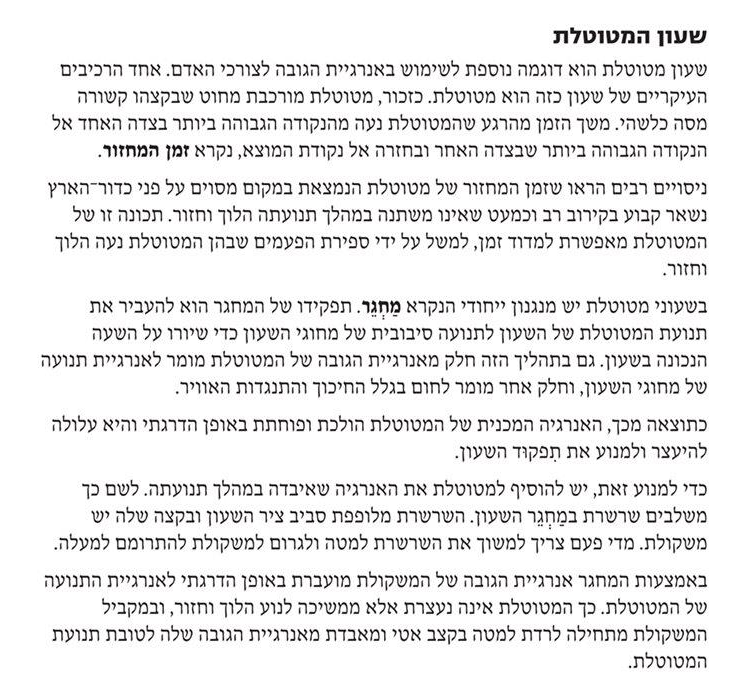 שעון המטוטלת
שעון מטוטלת הוא דוגמה נוספת לשימוש באנרגיית הגובה לצורכי האדם. אחד הרכיבים
העיקריים של שעון כזה הוא מטוטלת. כזכור, מטוטלת מורכבת מחוט שבקצהו קשורה
מסה כלשהי. משך הזמן מהרגע שהמטוטלת נעה מהנקודה הגבוהה ביותר בצדה האחד אל
הנקודה הגבוהה ביותר שבצדה האחר ובחזרה אל נקודת המוצא, נקרא זמן המחזור.
ניסויים רבים הראו שזמן המחזור של מטוטלת הנמצאת במקום מסוים על פני כדור־הארץ
נשאר קבוע בקירוב רב וכמעט שאינו משתנה במהלך תנועתה הלוך וחזור. תכונה זו של
המטוטלת מאפשרת למדוד זמן, למשל על ידי ספירת הפעמים שבהן המטוטלת נעה הלוך
וחזור.
בשעוני מטוטלת יש מנגנון ייחודי הנקרא מַחְגֵר. תפקידו של המחגר הוא להעביר את
תנועת המטוטלת של השעון לתנועה סיבובית של מחוגי השעון כדי שיורו על השעה
הנכונה בשעון. גם בתהליך הזה חלק מאנרגיית הגובה של המטוטלת מומר לאנרגיית תנועה
של מחוגי השעון, וחלק אחר מומר לחום בגלל החיכוך והתנגדות האוויר.
כתוצאה מכך, האנרגיה המכנית של המטוטלת הולכת ופוחתת באופן הדרגתי והיא עלולה
להיעצר ולמנוע את תִפקוּד השעון.
כדי למנוע זאת, יש להוסיף למטוטלת את האנרגיה שאיבדה במהלך תנועתה. לשם כך
משלבים שרשרת במַחְגֵר השעון. השרשרת מלופפת סביב ציר השעון ובקצה שלה יש
משקולת. מדי פעם צריך למשוך את השרשרת למטה ולגרום למשקולת להתרומם למעלה.
באמצעות המחגר אנרגיית הגובה של המשקולת מועברת באופן הדרגתי לאנרגיית התנועה
של המטוטלת. כך המטוטלת אינה נעצרת אלא ממשיכה לנוע הלוך וחזור, ובמקביל
המשקולת מתחילה לרדת למטה בקצב אטי ומאבדת מאנרגיית הגובה שלה לטובת תנועת
המטוטלת.